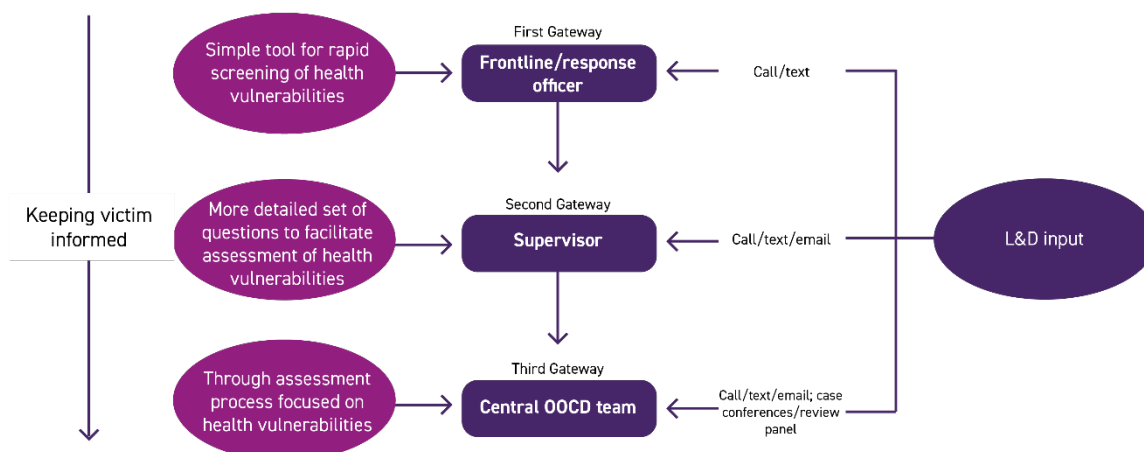 First Gateway
Simple tool for rapid
screening of health
vulnerabilities
Frontline/response
officer
Call/text
Keeping victim
informed
Second Gateway
More detailed set of
questions to facilitate
assessment of health
vulnerabilities
Supervisor
Call/text/email
L&D input
Third Gateway
Through assessment
process focused on
health vulnerabilities
Central OOCD team
Call/text/email; case
conferences/review
panel